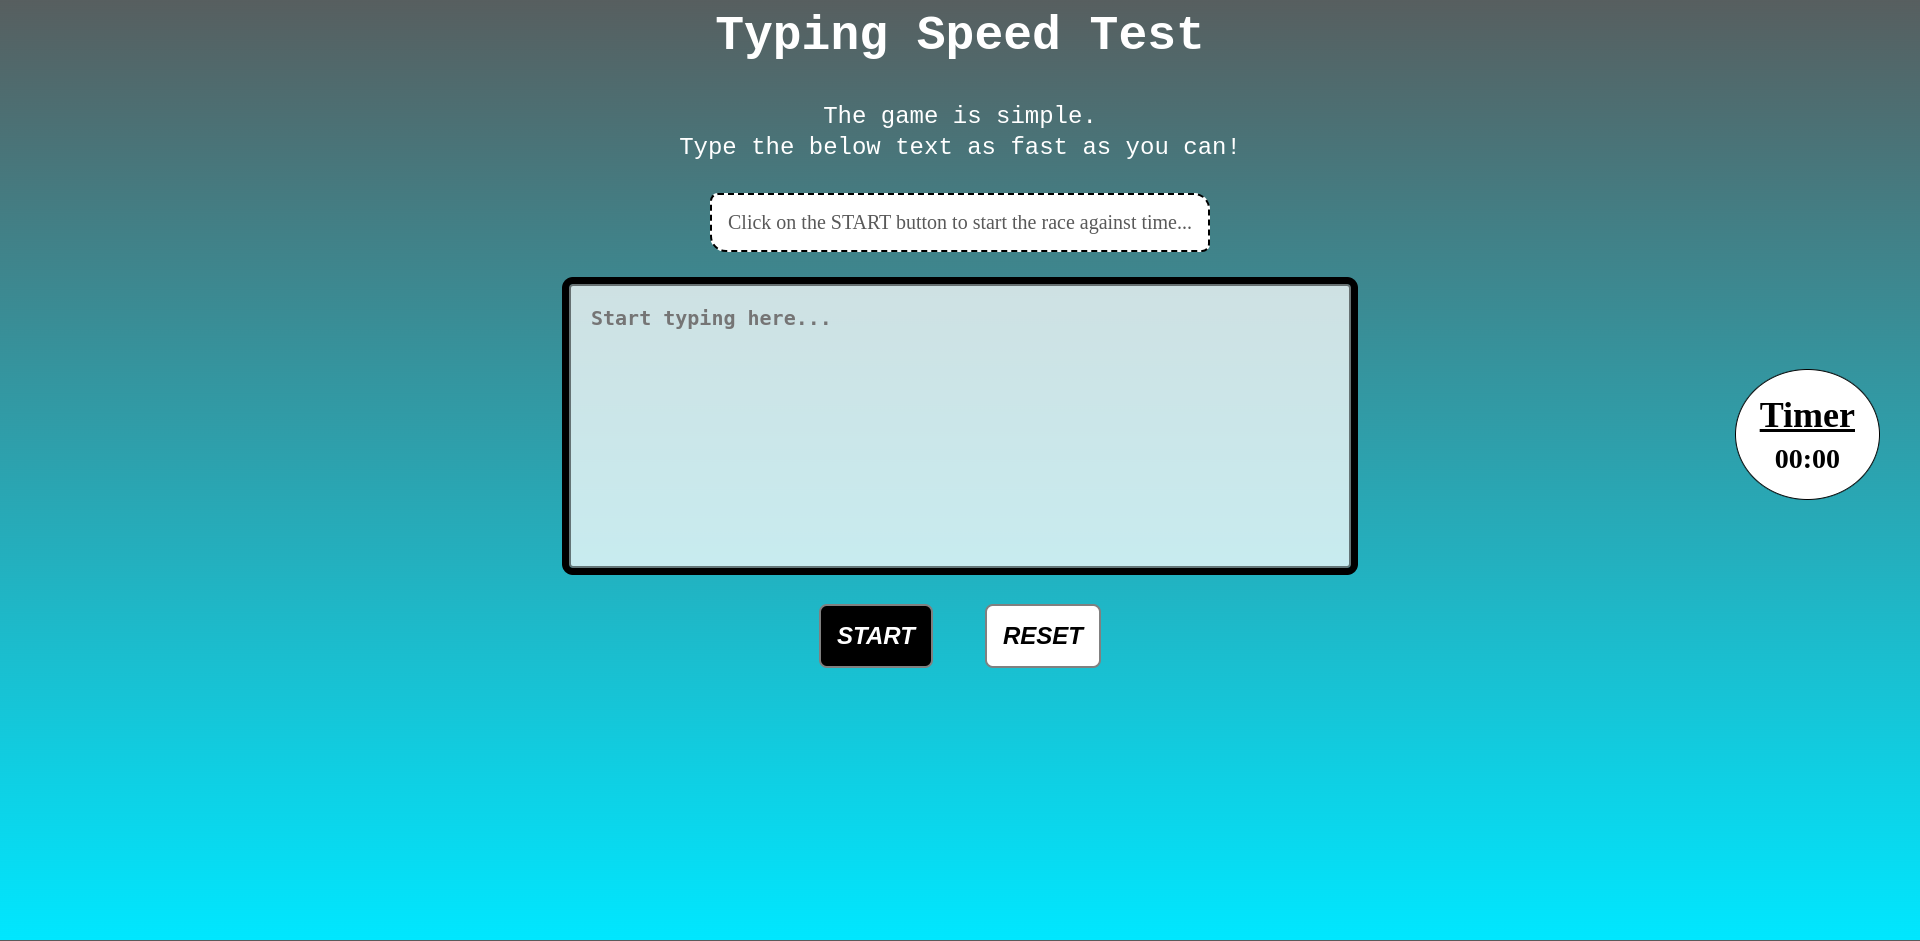 Typing Speed Test
The game is simple.
Type the below text as fast as you can!
Click on the START button to start the race against time...
Start typing here...
Timer
00:00
START
RESET